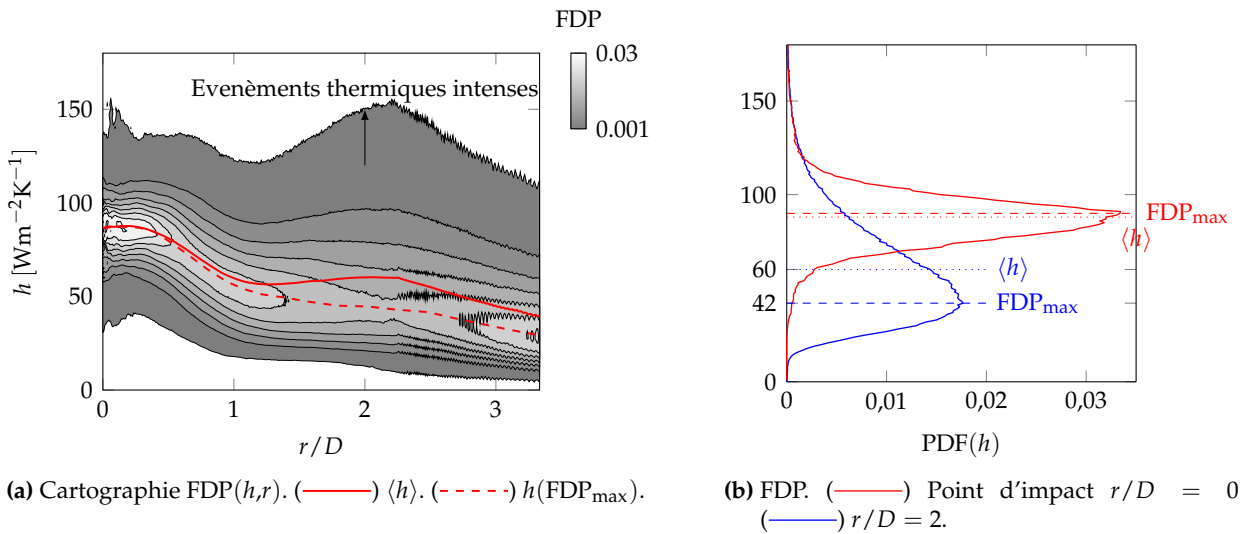 FDP
0.03
0.001
Evenèments thermiques intenses
h [Wm−2K−1]
150
100
50
0
0
1
2
3
r/D
(a) Cartographie FDP(h,r). ( ) ⟨h⟩. ( ) h(FDPmax).
150
100
60
42
0
FDPmax
⟨h⟩
⟨h⟩
FDPmax
0
0,01
0,02
0,03
PDF(h)
(b) FDP. ( ) Point d'impact r/D = 0
( ) r/D = 2.